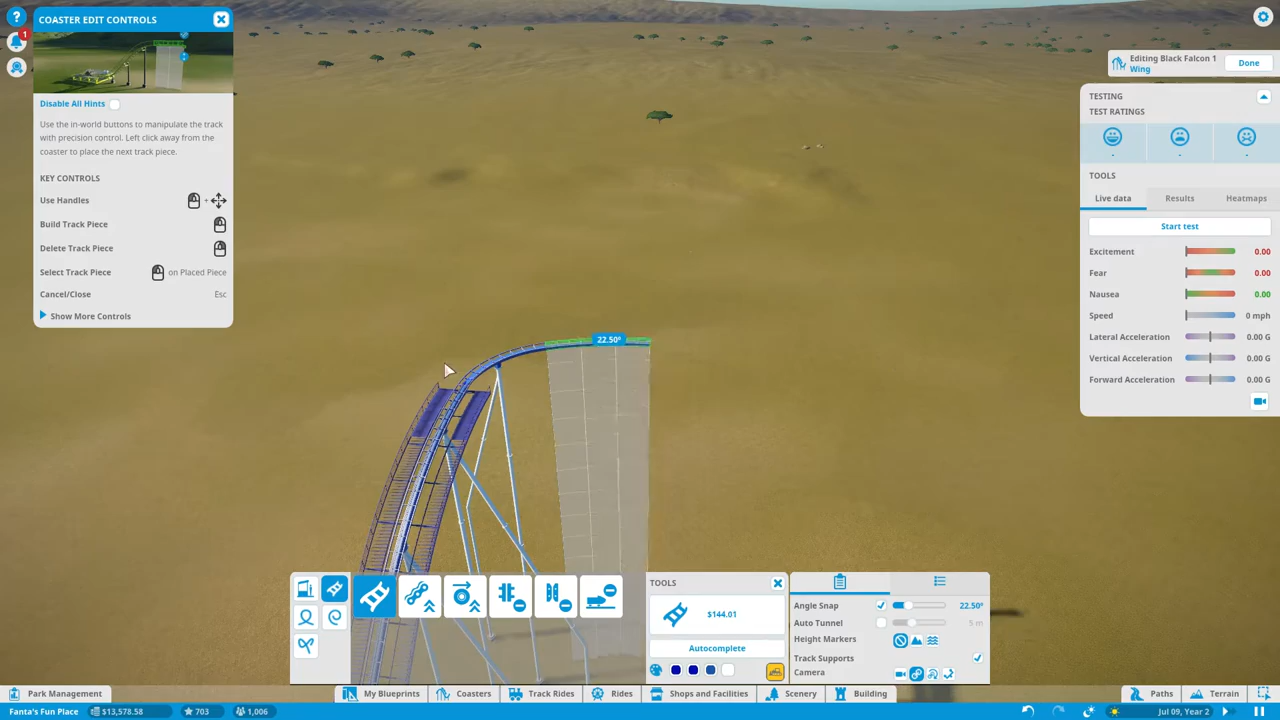 COASTER EDIT CONTROLS
1
Disable All Hints
Use the in-world buttons to manipulate the track
with precision control. Left click away from the
coaster to place the next track piece.
KEY CONTROLS
Use Handles
+
Build Track Piece
Delete Track Piece
Select Track Piece on Placed Piece
Cancel/Close Esc
Show More Controls
Editing Black Falcon 1
Wing
Done
TESTING
TEST RATINGS
- - -
TOOLS
Live data Results Heatmaps
Start test
Excitement 0.00
Fear 0.00
Nausea 0.00
Speed 0 mph
Lateral Acceleration 0.00 G
Vertical Acceleration 0.00 G
Forward Acceleration 0.00 G
22.50°
TOOLS
$144.01
Autocomplete
Angle Snap 22.50°
Auto Tunnel 5 m
Height Markers
Track Supports
Camera
Park Management My Blueprints Coasters Track Rides Rides Shops and Facilities Scenery Building Paths Terrain
Fanta's Fun Place $13,578.58 703 1,006 Jul 09, Year 2